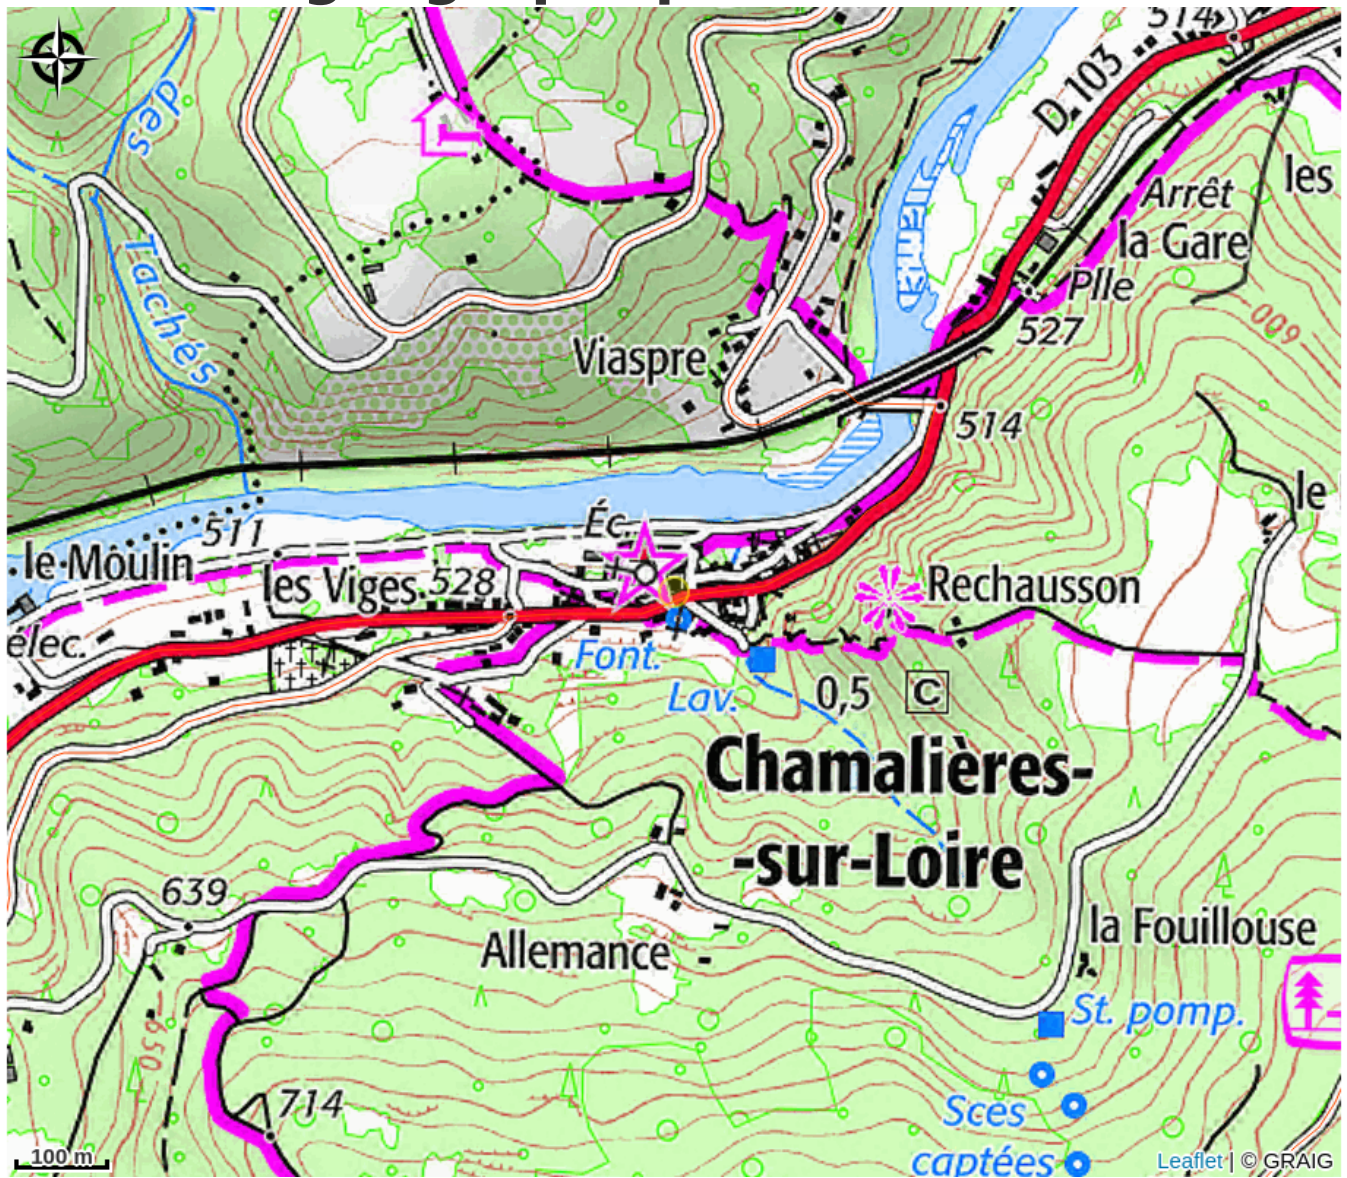 514
D.103
des
les
Arrêt
la Gare
Tachés
Plle
600
527
Viaspre
514
le
Éc.
511
le Moulin
les Viges
528
Rechausson
élec.
Font.
Lav.
0,5
C
Chamalières-
-sur-Loire
639
la Fouillouse
Allemance
St. pomp.
650
714
Sces
captées
100 m
Leaflet | © GRAIG